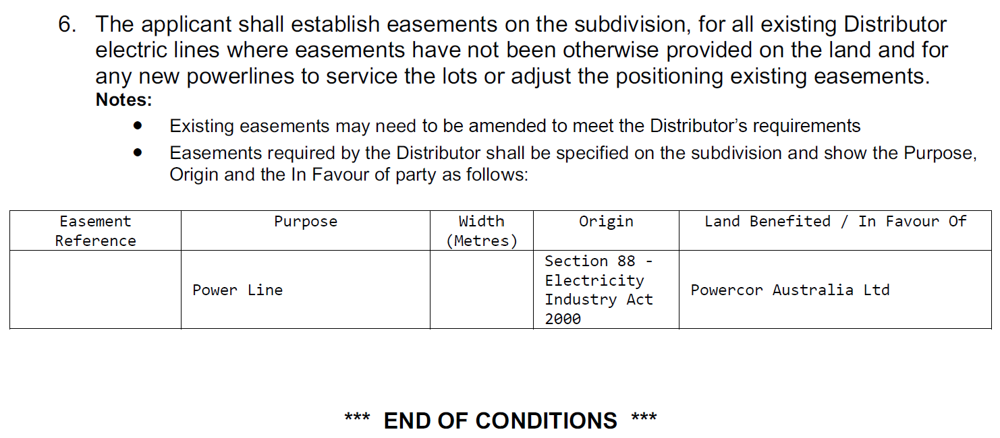 6. The applicant shall establish easements on the subdivision, for all existing Distributor
electric lines where easements have not been otherwise provided on the land and for
any new powerlines to service the lots or adjust the positioning existing easements.
Notes:
• Existing easements may need to be amended to meet the Distributor’s requirements
• Easements required by the Distributor shall be specified on the subdivision and show the Purpose,
Origin and the In Favour of party as follows:
Easement
Reference
Purpose
Width
(Metres)
Origin
Land Benefited / In Favour Of
Power Line
Section 88 -
Electricity
Industry Act
2000
Powercor Australia Ltd
*** END OF CONDITIONS ***